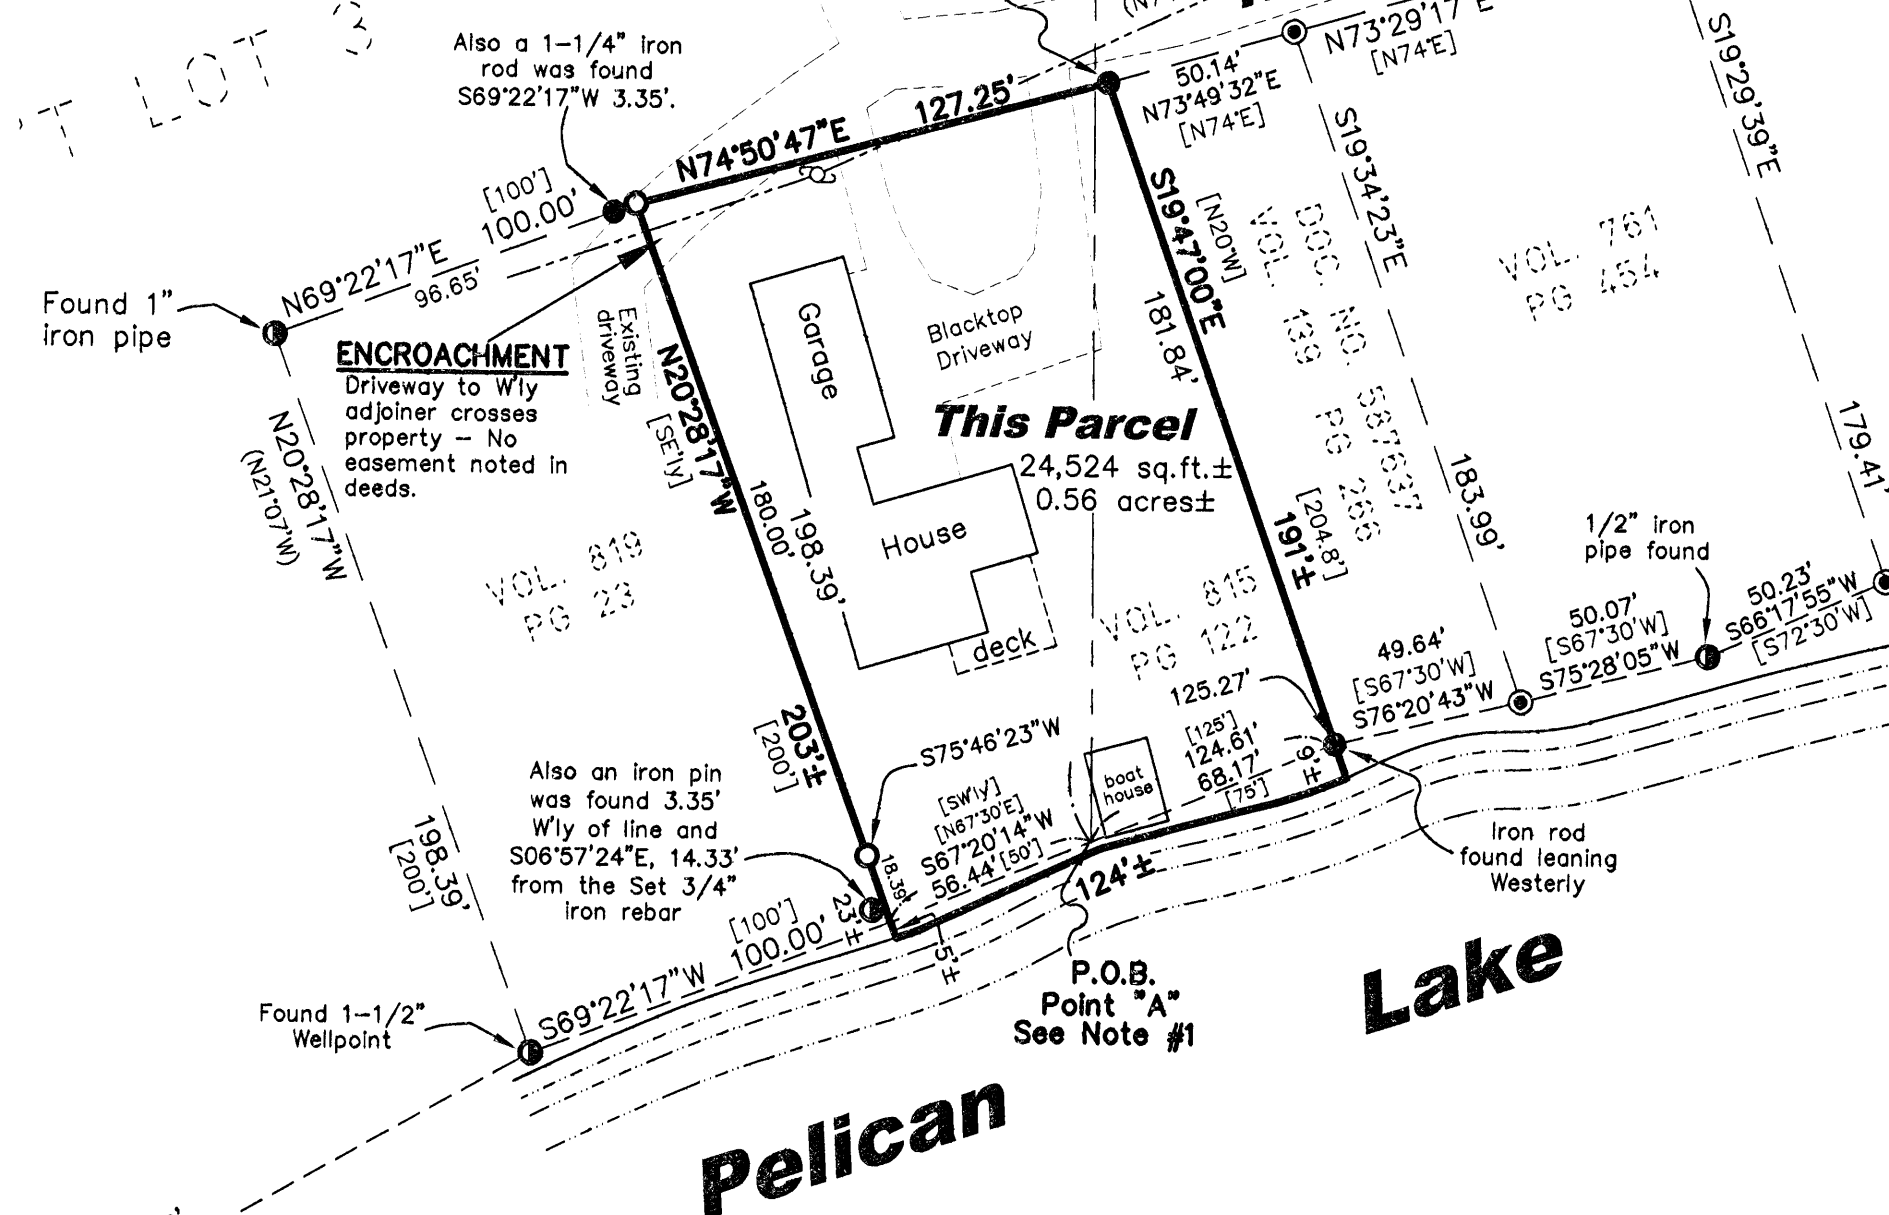 'T LOT 3
Also a 1-1/4" iron
rod was found
S69°22'17"W 3.35'.
127.25'
N74°50'47"E
50.14'
N73°49'32"E
[N74°E]
N73°29'17"E
[N74°E]
S19°29'39"E
[100']
100.00'
N69°22'17"E
96.65'
Found 1"
iron pipe
ENCROACHMENT
Driveway to W'ly
adjoiner crosses
property - No
easement noted in
deeds.
Existing
driveway
N20°28'17"W
[SE'ly]
180.00'
198.39'
203'±
[200']
Garage
House
deck
Blacktop
Driveway
This Parcel
24,524 sq.ft.±
0.56 acres±
S19°47'00"E
[N20°W]
181.84'
191'±
[204.8']
VOL. 139 PG 266
DOC. NO. 587637
S19°34'23"E
183.99'
VOL. 761
PG 454
179.41'
N20°28'17"W
(N21°07'W)
198.39'
[200']
VOL. 819
PG 23
VOL. 815
PG 122
1/2" iron
pipe found
50.23'
S66°17'55"W
[S72°30'W]
50.07'
[S67°30'W]
S75°28'05"W
49.64'
[S67°30'W]
S76°20'43"W
125.27'
[125']
124.61'
68.17'
[75']
9'±
boat
house
S75°46'23"W
[SW'ly]
[N67°30'E]
S67°20'14"W
56.44' [50']
18.39'
23'±
15'±
124'±
Also an iron pin
was found 3.35'
W'ly of line and
S06°57'24"E, 14.33'
from the Set 3/4"
iron rebar
[100']
100.00'
S69°22'17"W
Found 1-1/2"
Wellpoint
Iron rod
found leaning
Westerly
P.O.B.
Point "A"
See Note #1
Pelican
Lake